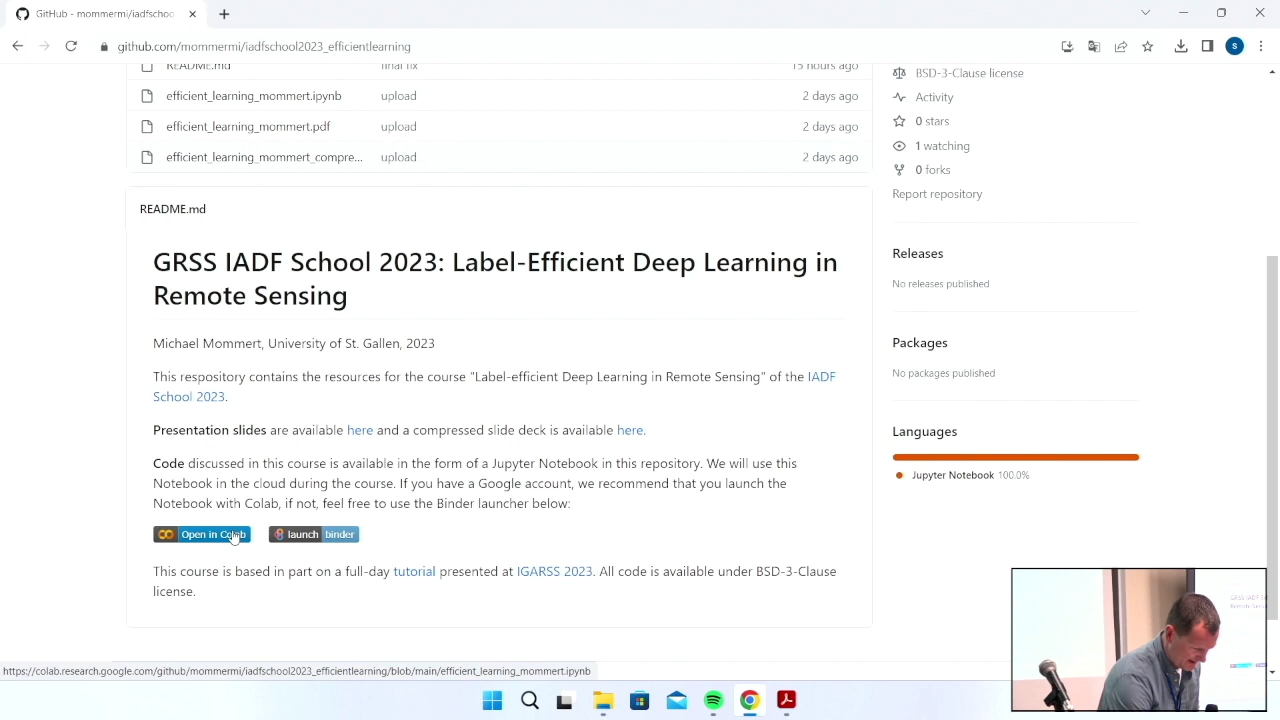 GitHub - mommermi/iadfschoo
github.com/mommermi/iadfschool2023_efficientlearning
S
README.md final fix 15 hours ago
efficient_learning_mommert.ipynb upload 2 days ago
efficient_learning_mommert.pdf upload 2 days ago
efficient_learning_mommert_compre... upload 2 days ago
BSD-3-Clause license
Activity
0 stars
1 watching
0 forks
Report repository
README.md
GRSS IADF School 2023: Label-Efficient Deep Learning in
Remote Sensing
Michael Mommert, University of St. Gallen, 2023
This respository contains the resources for the course "Label-efficient Deep Learning in Remote Sensing" of the IADF
School 2023.
Presentation slides are available here and a compressed slide deck is available here.
Code discussed in this course is available in the form of a Jupyter Notebook in this repository. We will use this
Notebook in the cloud during the course. If you have a Google account, we recommend that you launch the
Notebook with Colab, if not, feel free to use the Binder launcher below:
Open in Colab launch binder
This course is based in part on a full-day tutorial presented at IGARSS 2023. All code is available under BSD-3-Clause
license.
Releases
No releases published
Packages
No packages published
Languages
Jupyter Notebook 100.0%
https://colab.research.google.com/github/mommermi/iadfschool2023_efficientlearning/blob/main/efficient_learning_mommert.ipynb